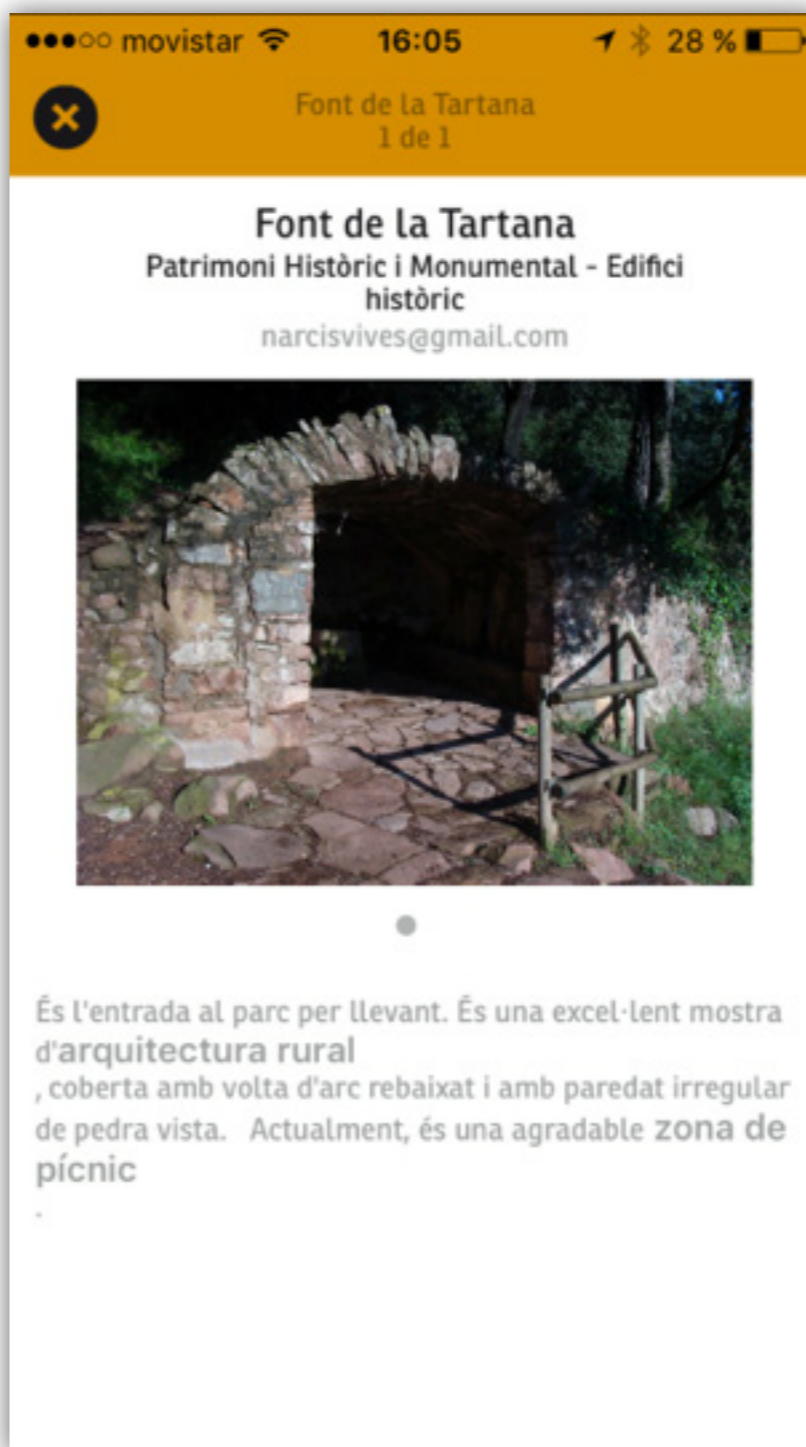 movistar 16:05 28 %
Font de la Tartana
1 de 1
Font de la Tartana
Patrimoni Històric i Monumental - Edifici
històric
narcisvives@gmail.com
És l'entrada al parc per llevant. És una excel·lent mostra
d'arquitectura rural
, coberta amb volta d'arc rebaixat i amb paredat irregular
de pedra vista.   Actualment, és una agradable zona de
pícnic
.